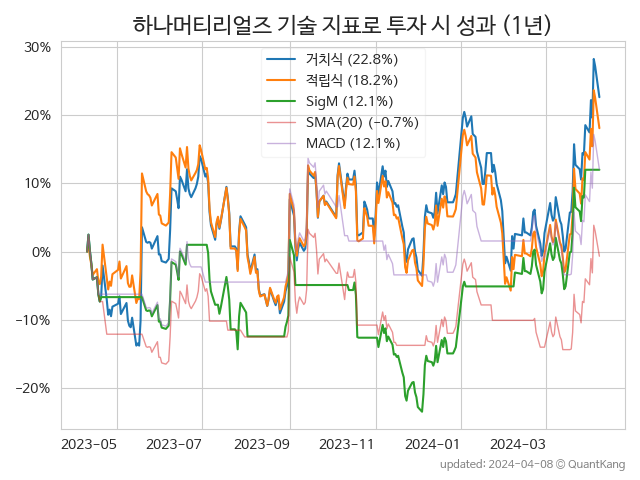 하나머티리얼즈 기술 지표로 투자 시 성과 (1년)
거치식 (22.8%)
적립식 (18.2%)
SigM (12.1%)
SMA(20) (−0.7%)
MACD (12.1%)
30%
20%
10%
0%
−10%
−20%
2023-05 2023-07 2023-09 2023-11 2024-01 2024-03
updated: 2024-04-08 ⓒ QuantKang